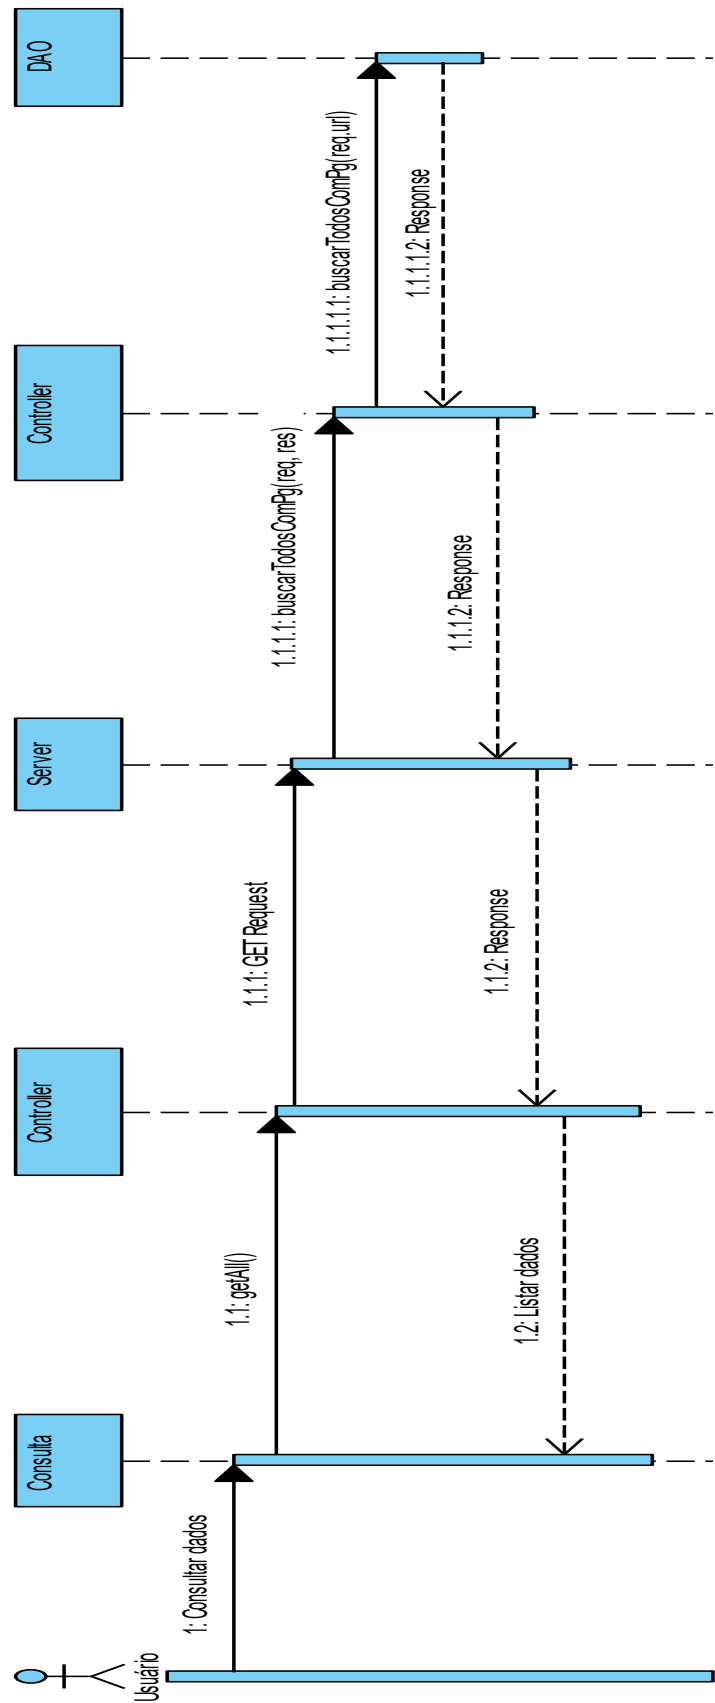 Usuário
Consulta
Controller
Server
Controller
DAO
1: Consultar dados
1.1: getAll()
1.1.1: GET Request
1.1.1.1: buscarTodosComPg(req, res)
1.1.1.1.1: buscarTodosComPg(req.url)
1.1.1.1.2: Response
1.1.1.2: Response
1.1.2: Response
1.2: Listar dados